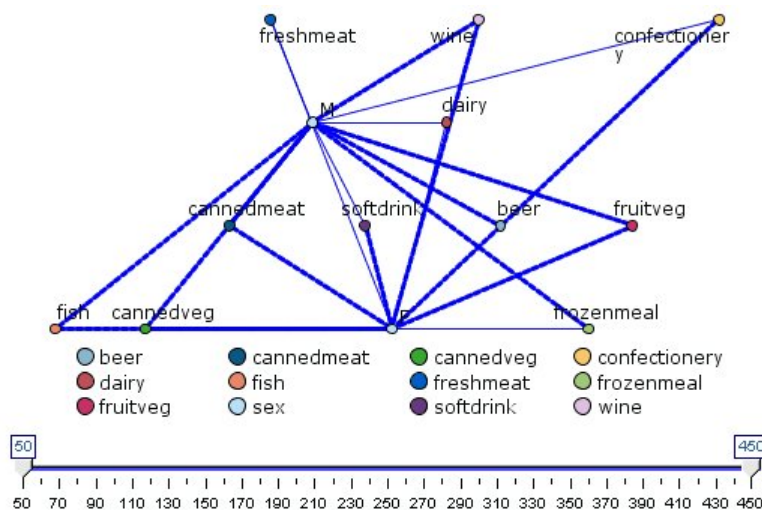 freshmeat wine confectioner
y
M dairy
cannedmeat softdrink beer fruitveg
fish cannedveg F frozenmeal
beer cannedmeat cannedveg confectionery
dairy fish freshmeat frozenmeal
fruitveg sex softdrink wine
50 450
50 70 90 110 130 150 170 190 210 230 250 270 290 310 330 350 370 390 410 430 450